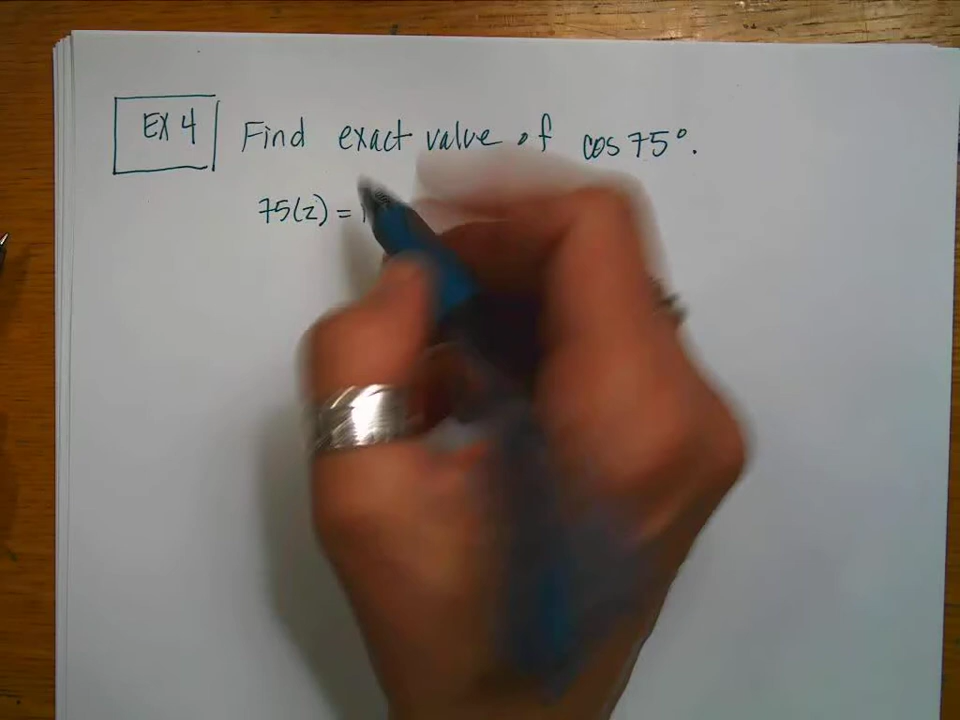 EX 4 Find exact value of cos 75°.
75(2) =